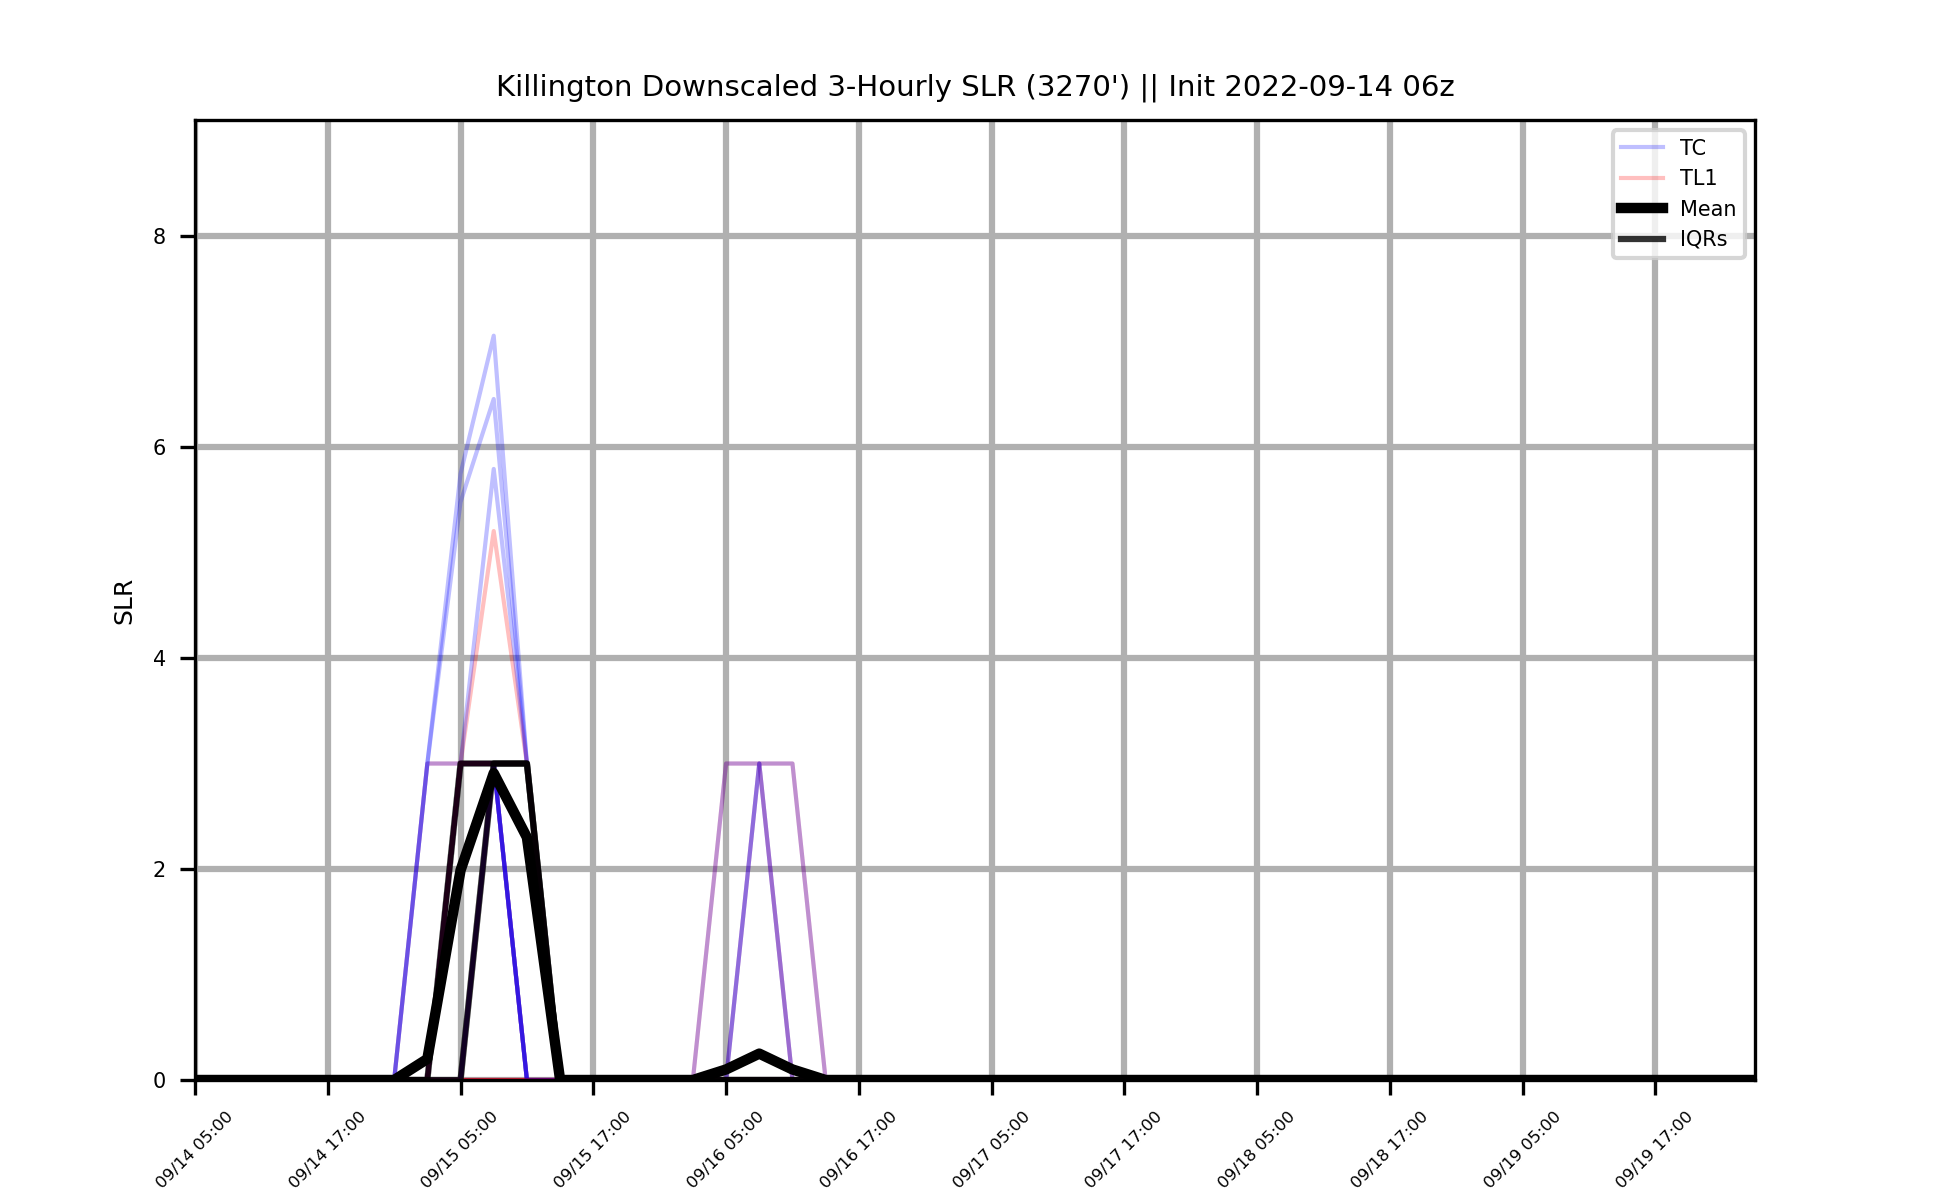 Killington Downscaled 3-Hourly SLR (3270') || Init 2022-09-14 06z
TC
TL1
Mean
IQRs
SLR
8
6
4
2
0
09/14 05:00
09/14 17:00
09/15 05:00
09/15 17:00
09/16 05:00
09/16 17:00
09/17 05:00
09/17 17:00
09/18 05:00
09/18 17:00
09/19 05:00
09/19 17:00